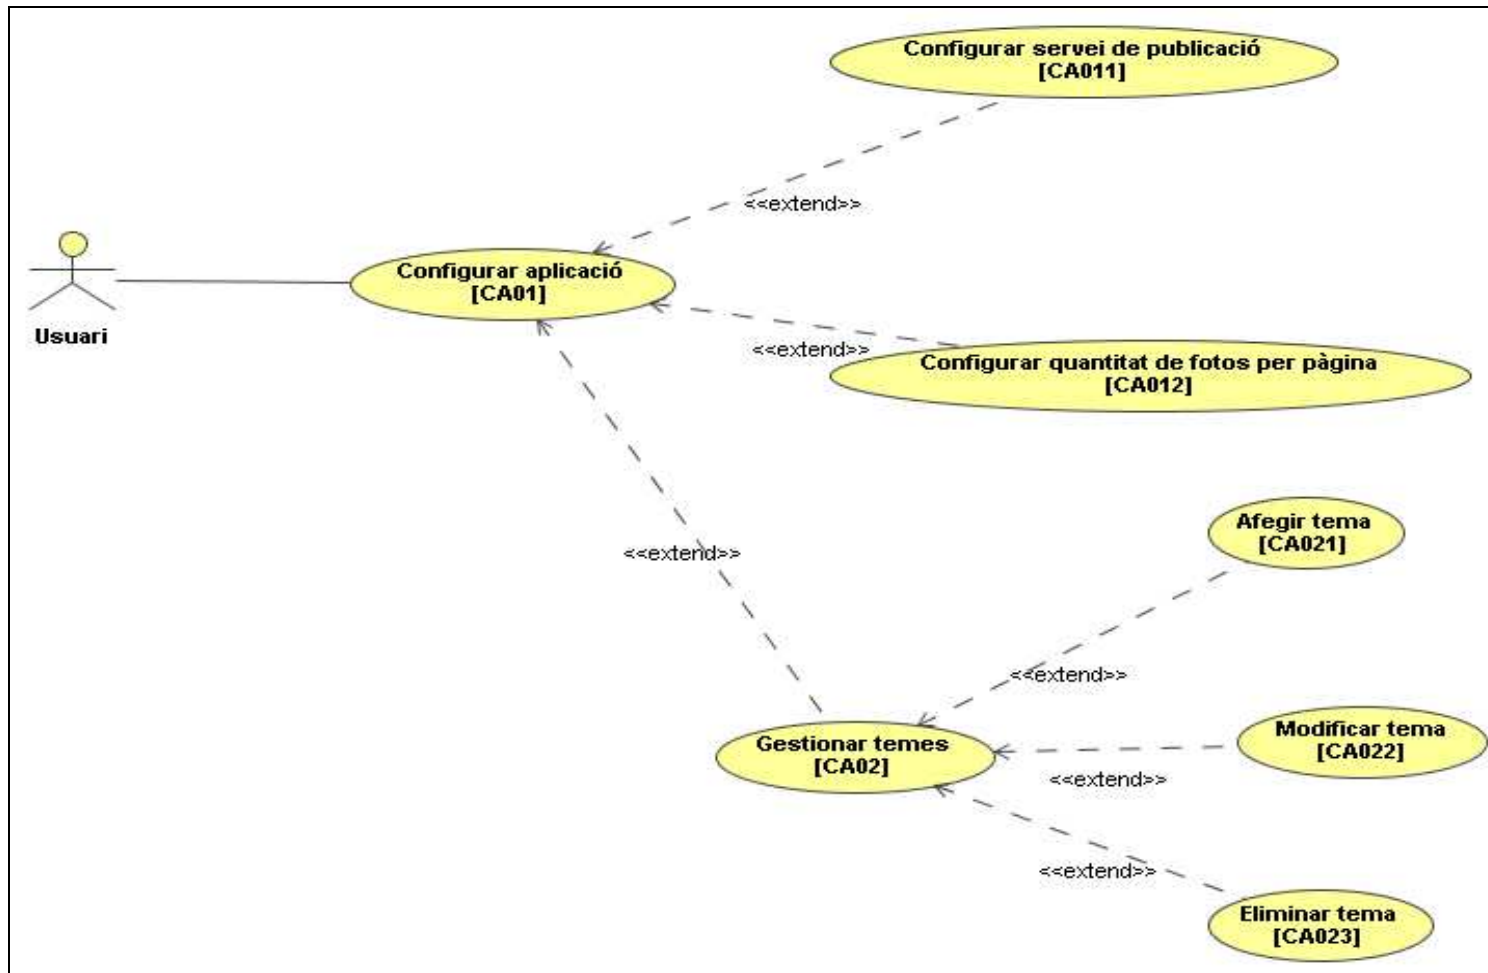 Configurar servei de publicació
[CA011]
<<extend>>
Configurar aplicació
[CA01]
Usuari
<<extend>>
Configurar quantitat de fotos per pàgina
[CA012]
Afegir tema
[CA021]
<<extend>>
<<extend>>
Gestionar temes
[CA02]
Modificar tema
[CA022]
<<extend>>
<<extend>>
Eliminar tema
[CA023]